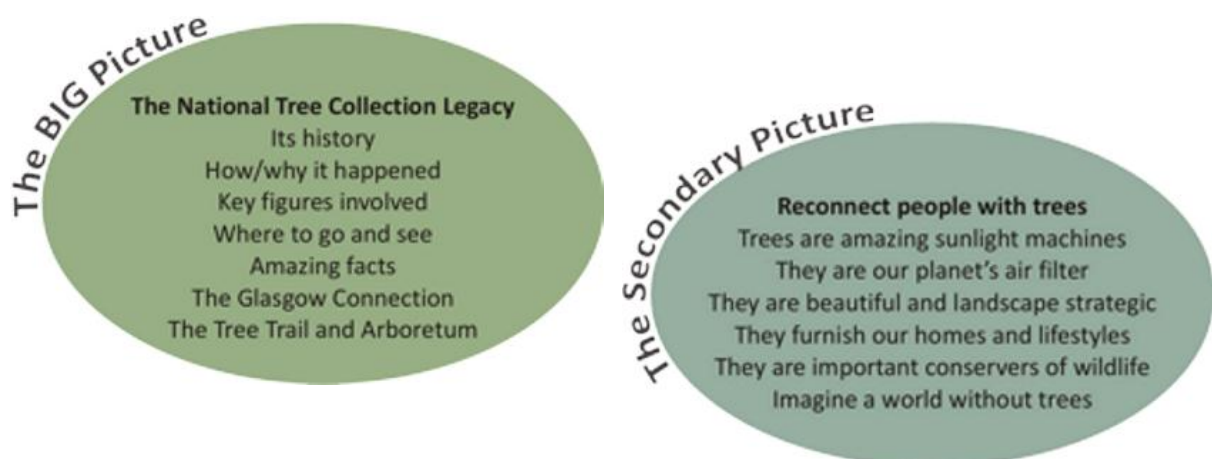 The BIG Picture
The National Tree Collection Legacy
Its history
How/why it happened
Key figures involved
Where to go and see
Amazing facts
The Glasgow Connection
The Tree Trail and Arboretum
The Secondary Picture
Reconnect people with trees
Trees are amazing sunlight machines
They are our planet's air filter
They are beautiful and landscape strategic
They furnish our homes and lifestyles
They are important conservers of wildlife
Imagine a world without trees